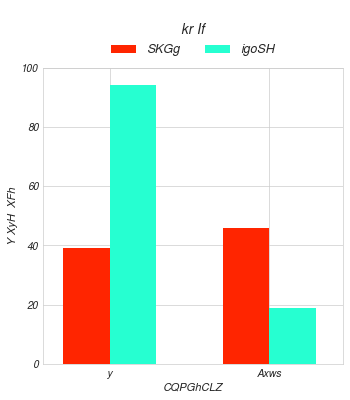 kr lf
SKGg
igoSH
100
80
60
40
20
0
Y XyH XFh
y
Axws
CQPGhCLZ